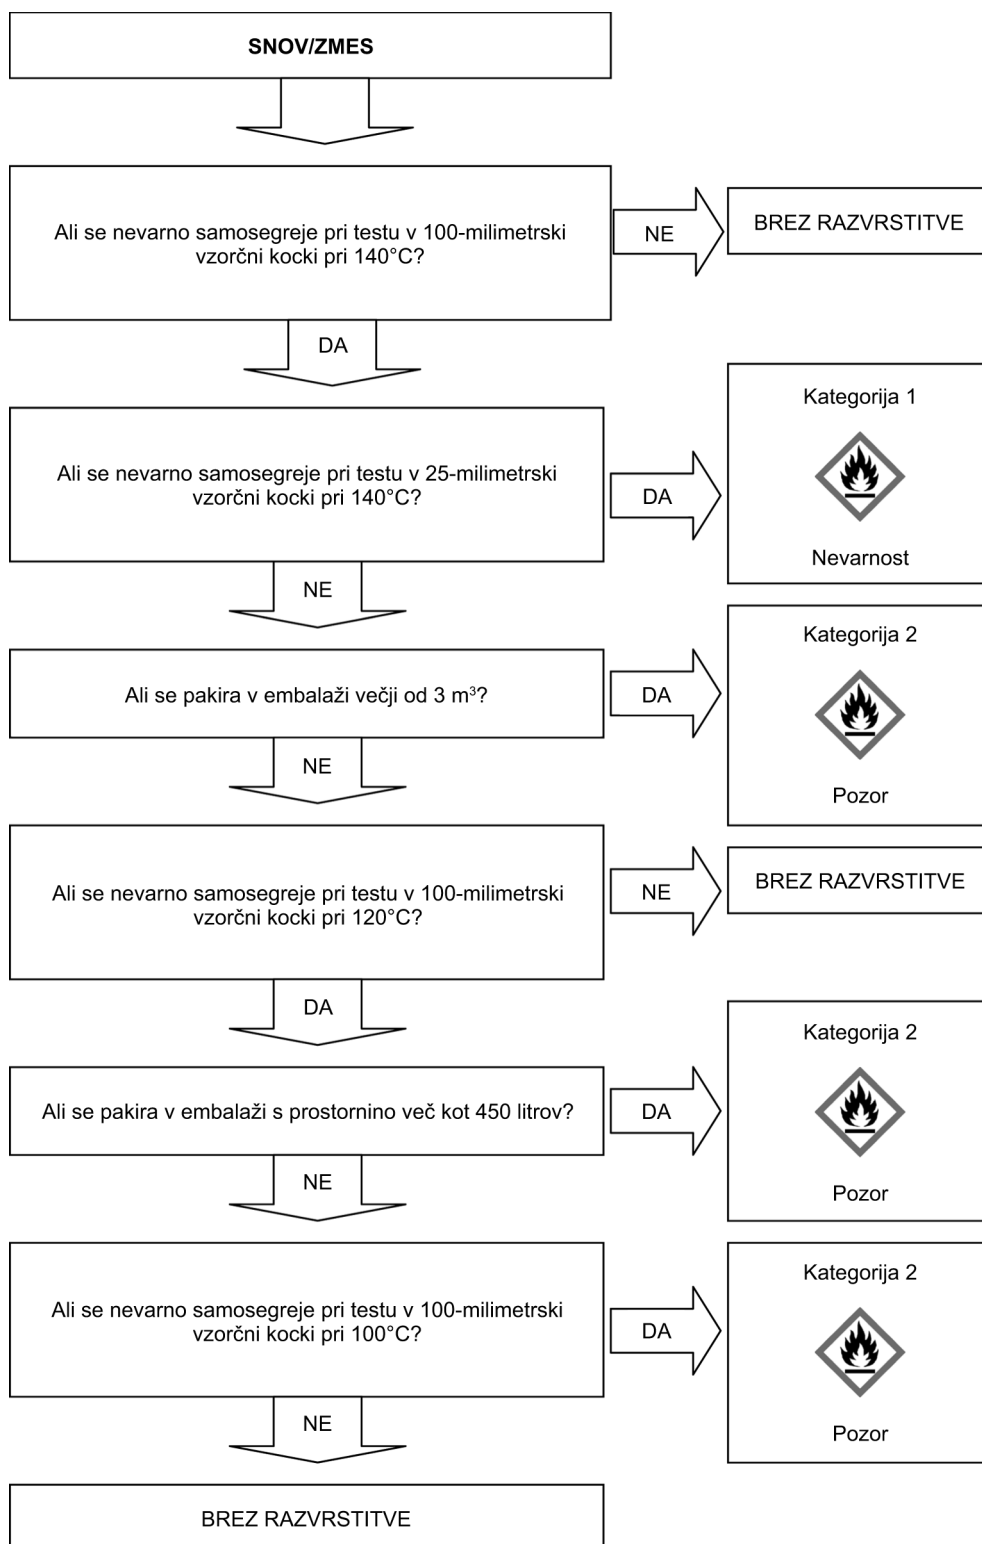 SNOV/ZMES
Ali se nevarno samosegreje pri testu v 100-milimetrski
vzorčni kocki pri 140°C?
NE
BREZ RAZVRSTITVE
DA
Ali se nevarno samosegreje pri testu v 25-milimetrski
vzorčni kocki pri 140°C?
DA
Kategorija 1
Nevarnost
NE
Ali se pakira v embalaži večji od 3 m³?
DA
Kategorija 2
Pozor
NE
Ali se nevarno samosegreje pri testu v 100-milimetrski
vzorčni kocki pri 120°C?
NE
BREZ RAZVRSTITVE
DA
Ali se pakira v embalaži s prostornino več kot 450 litrov?
DA
Kategorija 2
Pozor
NE
Ali se nevarno samosegreje pri testu v 100-milimetrski
vzorčni kocki pri 100°C?
DA
Kategorija 2
Pozor
NE
BREZ RAZVRSTITVE